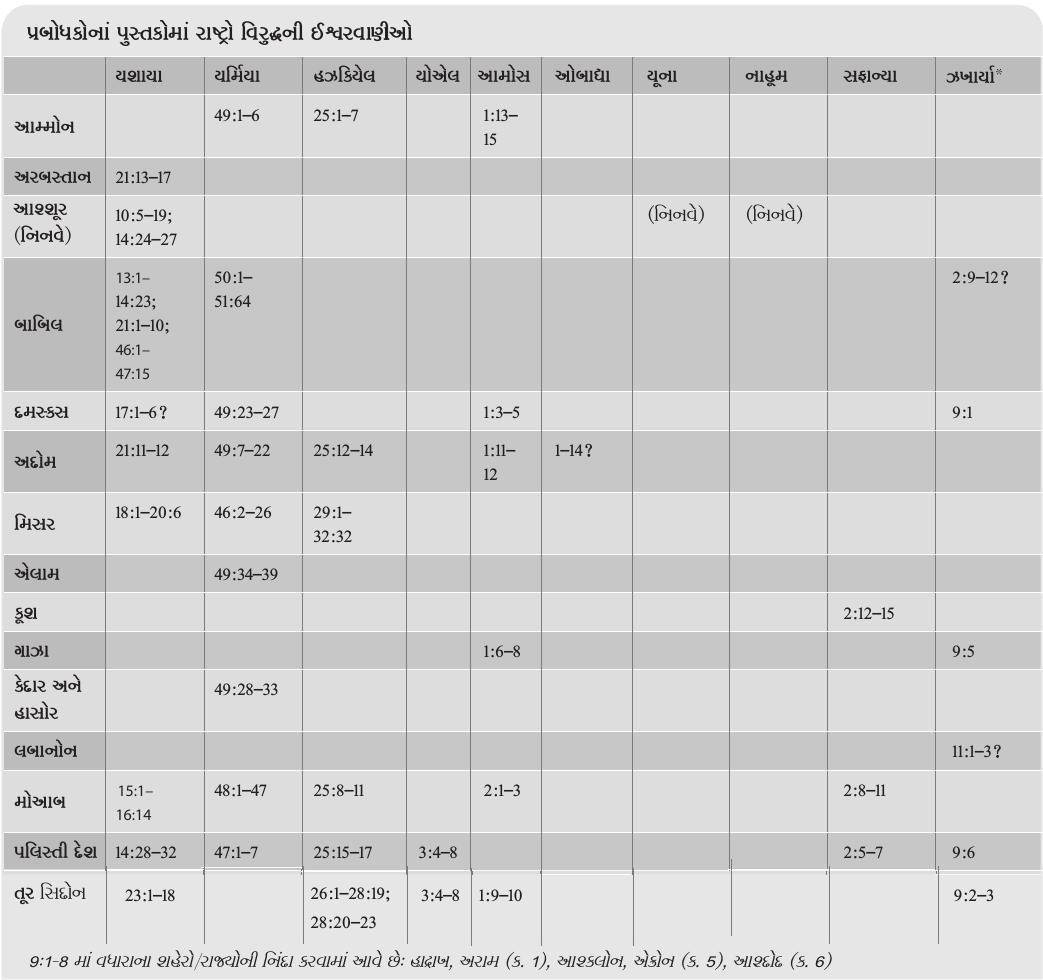 પ્રબોધકોનાં પુસ્તકોમાં રાષ્ટ્રો વિરુદ્ધની ઈશ્વરવાણીઓ
યશાયા યર્મિયા હઝકિયેલ યોએલ આમોસ ઓબાદ્યા યૂના નાહૂમ સફાન્યા ઝખાર્યા*
આમ્મોન 49:1–6 25:1–7 1:13–
15
અરબસ્તાન 21:13–17
આશ્શૂર 10:5–19; (નિનવે) (નિનવે)
(નિનવે) 14:24–27
13:1– 50:1– 2:9–12?
14:23; 51:64
બાબિલ 21:1–10;
46:1–
47:15
દમસ્કસ 17:1–6? 49:23–27 1:3–5 9:1
અદોમ 21:11–12 49:7–22 25:12–14 1:11– 1–14?
12
મિસર 18:1–20:6 46:2–26 29:1–
32:32
એલામ 49:34–39
કૂશ 2:12–15
ગાઝા 1:6–8 9:5
કેદાર અને 49:28–33
હાસોર
લબાનોન 11:1–3?
મોઆબ 15:1– 48:1–47 25:8–11 2:1–3 2:8–11
16:14
પલિસ્તી દેશ 14:28–32 47:1–7 25:15–17 3:4–8 2:5–7 9:6
તૂર સિદોન 23:1–18 26:1–28:19; 3:4–8 1:9–10 9:2–3
28:20–23
9:1-8 માં વધારાના શહેરો/રાજ્યોની નિંદા કરવામાં આવે છેઃ હાદ્રાખ, અરામ (ક. 1), આશ્કલોન, એક્રોન (ક. 5), આશ્દોદ (ક. 6)